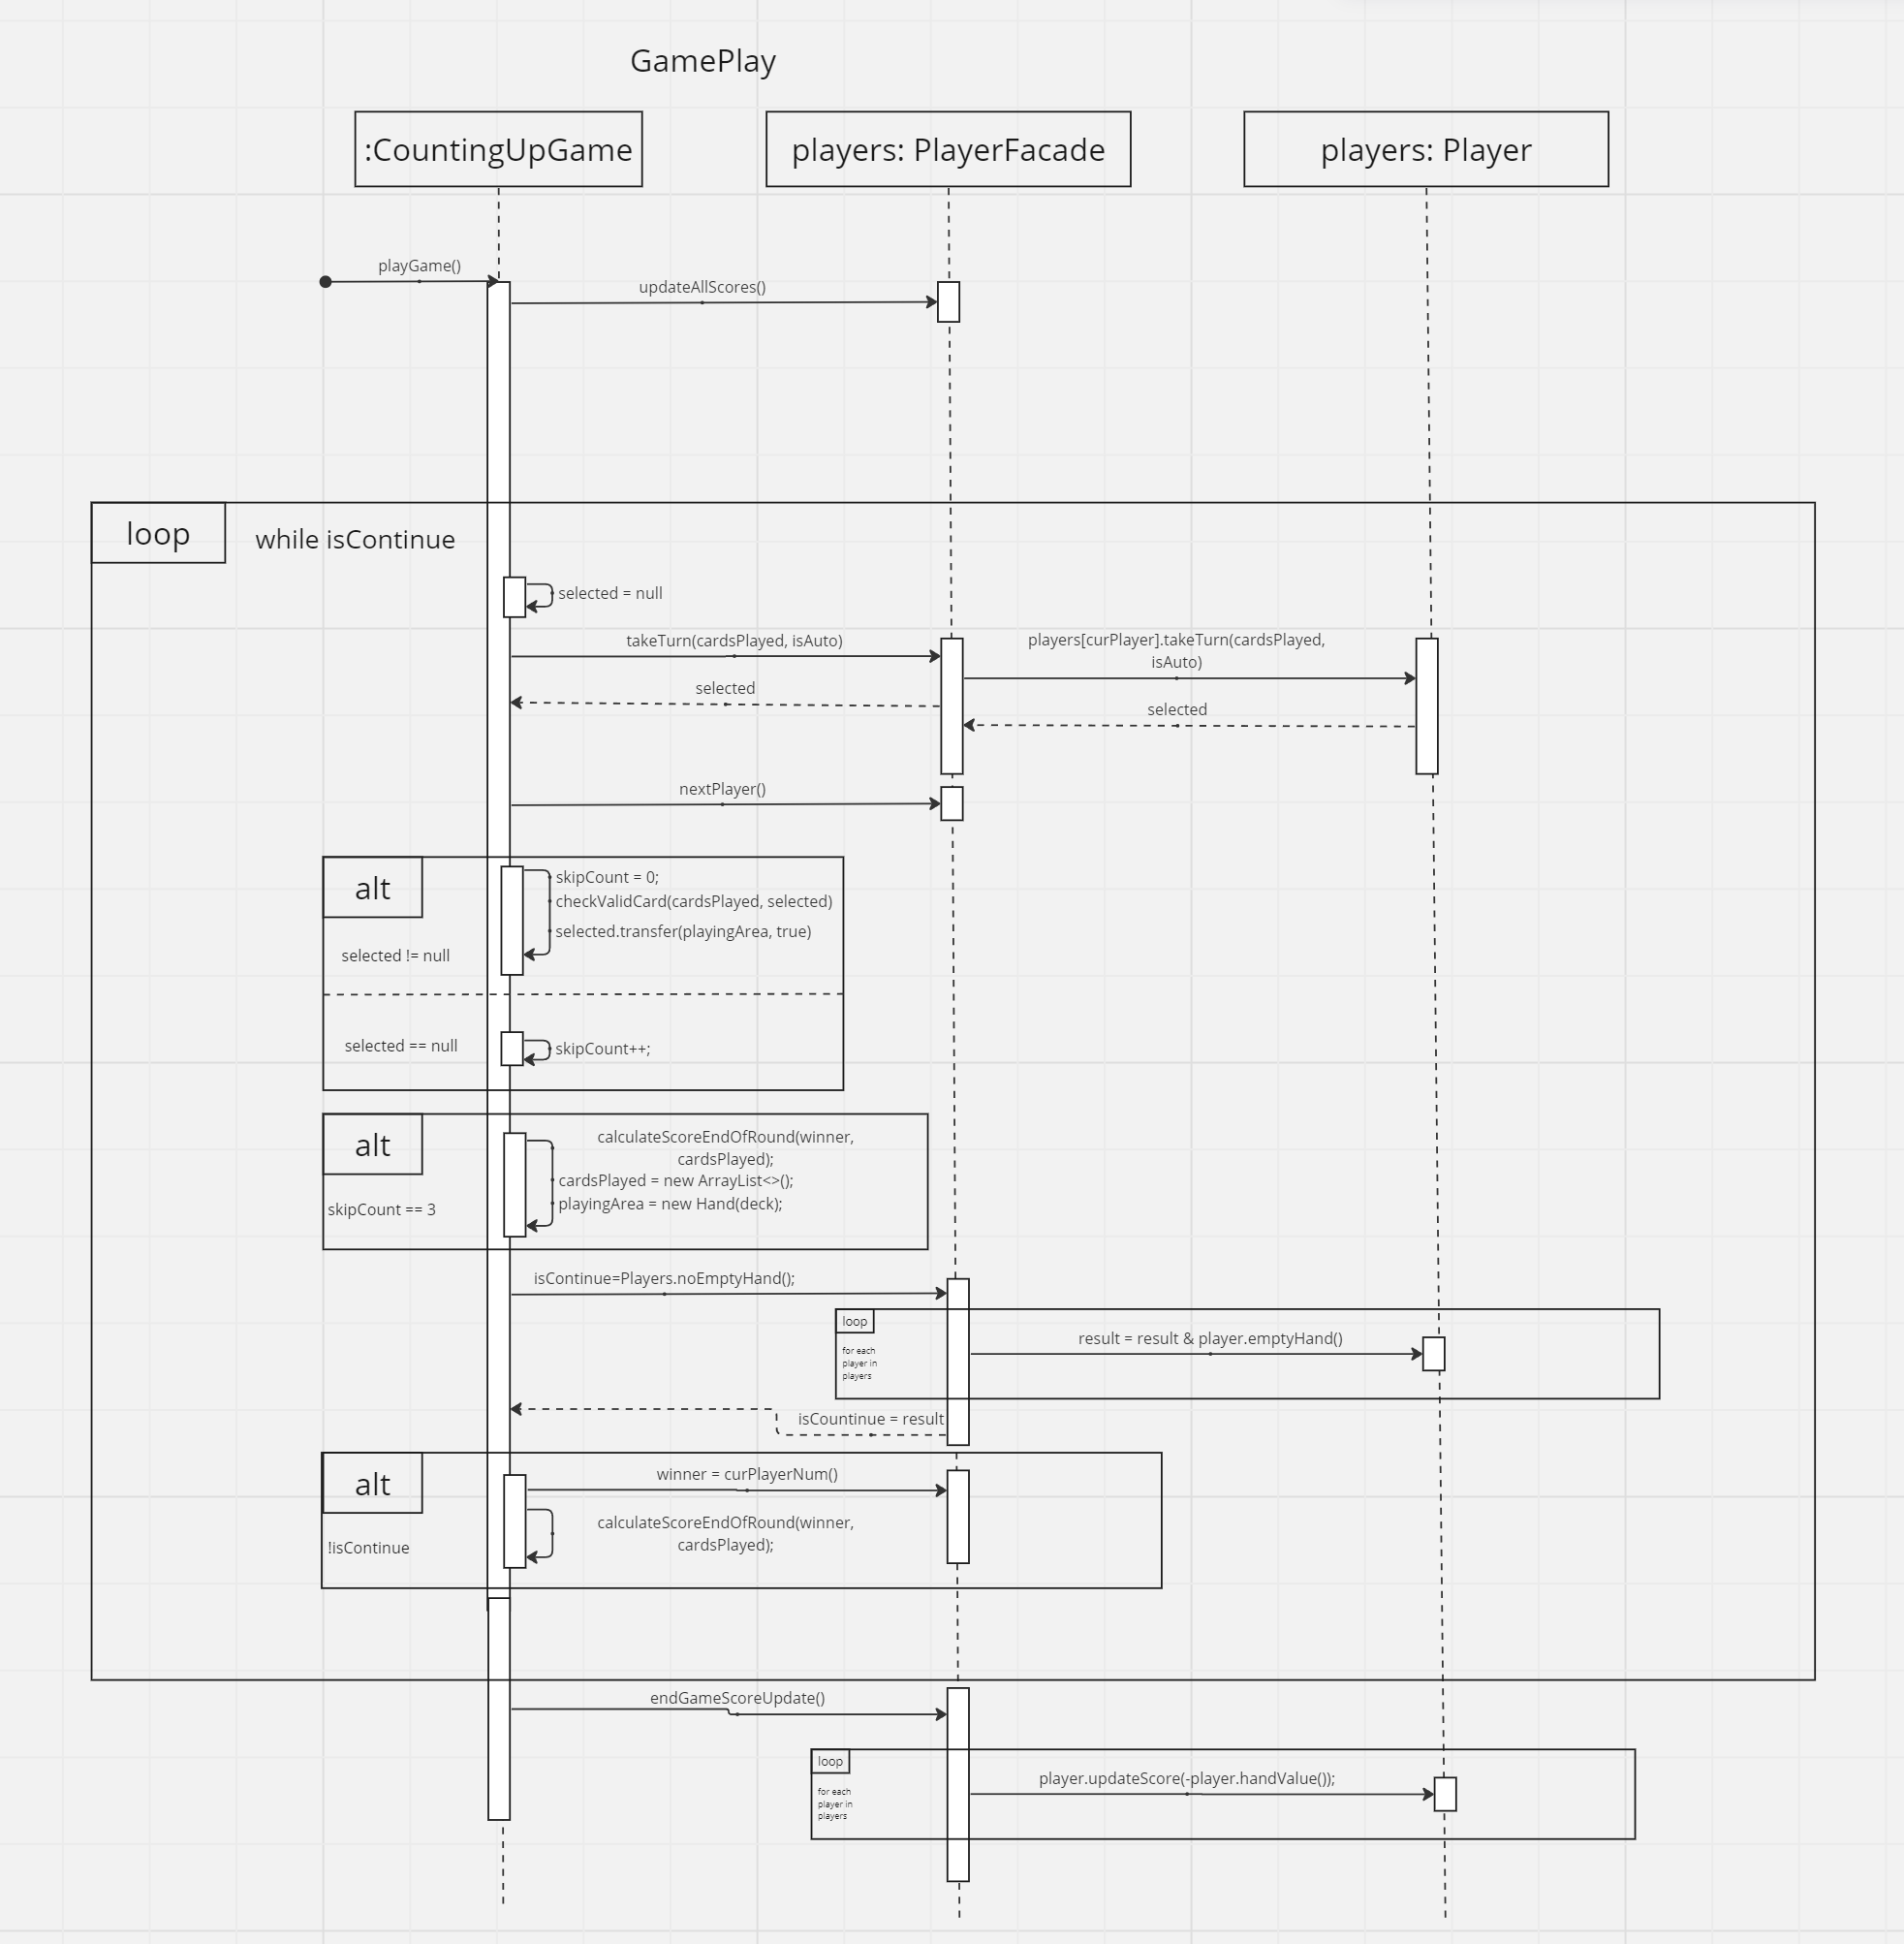 GamePlay
:CountingUpGame
players: PlayerFacade
players: Player
playGame()
updateAllScores()
loop
while isContinue
selected = null
takeTurn(cardsPlayed, isAuto)
players[curPlayer].takeTurn(cardsPlayed,
isAuto)
selected
selected
nextPlayer()
alt
skipCount = 0;
checkValidCard(cardsPlayed, selected)
selected.transfer(playingArea, true)
selected != null
selected == null
skipCount++;
alt
calculateScoreEndOfRound(winner,
cardsPlayed);
cardsPlayed = new ArrayList<>();
playingArea = new Hand(deck);
skipCount == 3
isContinue=Players.noEmptyHand();
loop
for each
player in
players
result = result & player.emptyHand()
isCountinue = result
alt
winner = curPlayerNum()
calculateScoreEndOfRound(winner,
cardsPlayed);
!isContinue
endGameScoreUpdate()
loop
for each
player in
players
player.updateScore(-player.handValue());